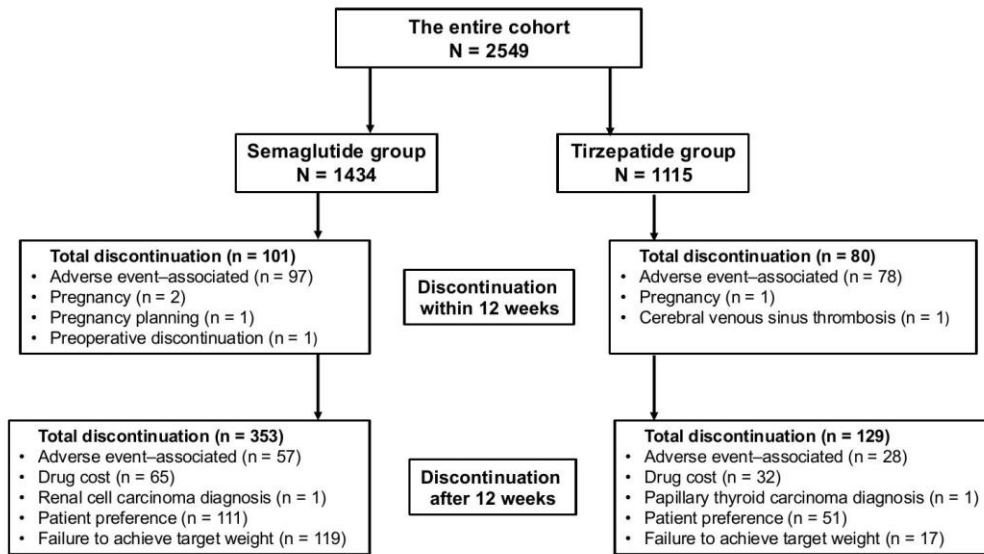 The entire cohort
N = 2549
Semaglutide group
N = 1434
Tirzepatide group
N = 1115
Total discontinuation (n = 101)
• Adverse event–associated (n = 97)
• Pregnancy (n = 2)
• Pregnancy planning (n = 1)
• Preoperative discontinuation (n = 1)
Discontinuation
within 12 weeks
Total discontinuation (n = 80)
• Adverse event–associated (n = 78)
• Pregnancy (n = 1)
• Cerebral venous sinus thrombosis (n = 1)
Total discontinuation (n = 353)
• Adverse event–associated (n = 57)
• Drug cost (n = 65)
• Renal cell carcinoma diagnosis (n = 1)
• Patient preference (n = 111)
• Failure to achieve target weight (n = 119)
Discontinuation
after 12 weeks
Total discontinuation (n = 129)
• Adverse event–associated (n = 28)
• Drug cost (n = 32)
• Papillary thyroid carcinoma diagnosis (n = 1)
• Patient preference (n = 51)
• Failure to achieve target weight (n = 17)